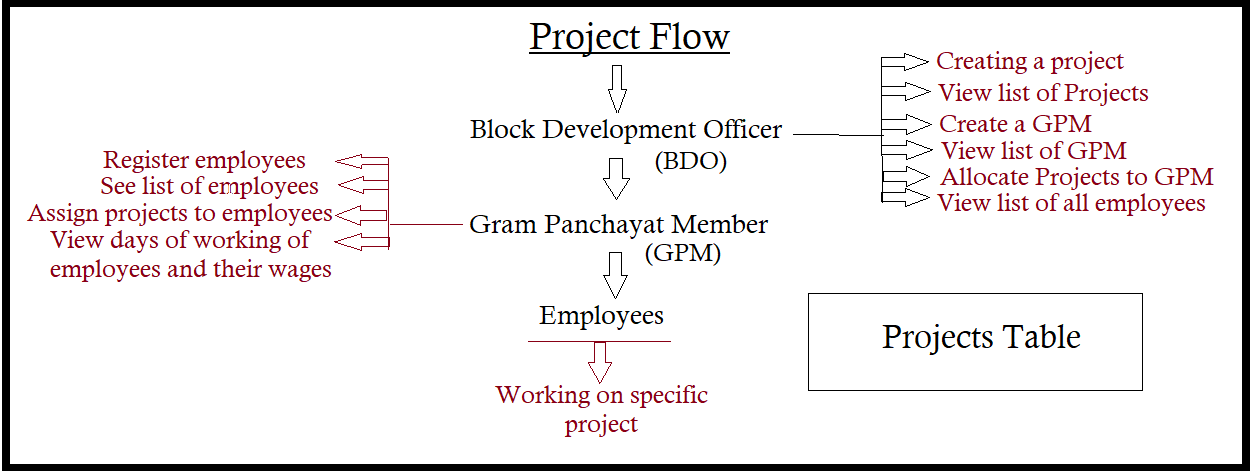 Project Flow
Block Development Officer
(BDO)
Creating a project
View list of Projects
Create a GPM
View list of GPM
Allocate Projects to GPM
View list of all employees
Register employees
See list of employees
Assign projects to employees
View days of working of
employees and their wages
Gram Panchayat Member
(GPM)
Employees
Working on specific
project
Projects Table